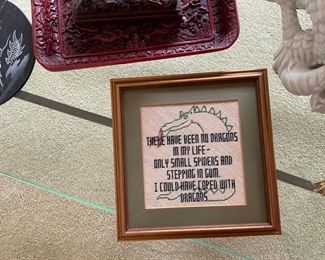 THERE HAVE BEEN NO DRAGONS
IN MY LIFE -
ONLY SMALL SPIDERS AND
STEPPING IN GUM.
I COULD HAVE COPED WITH
DRAGONS...